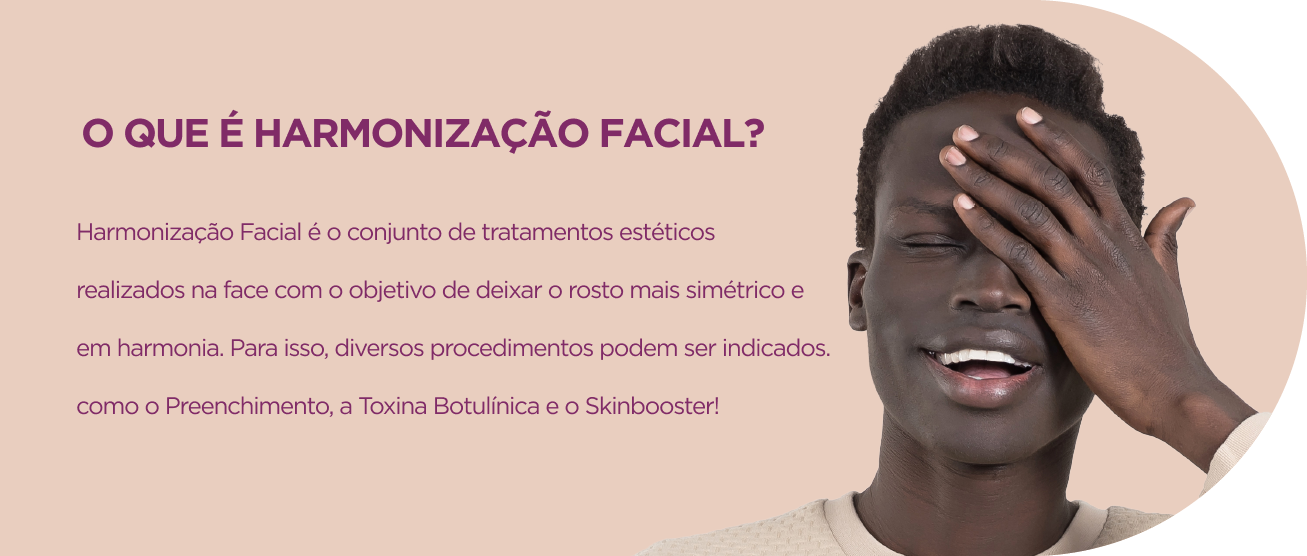 O QUE É HARMONIZAÇÃO FACIAL?
Harmonização Facial é o conjunto de tratamentos estéticos
realizados na face com o objetivo de deixar o rosto mais simétrico e
em harmonia. Para isso, diversos procedimentos podem ser indicados.
como o Preenchimento, a Toxina Botulínica e o Skinbooster!